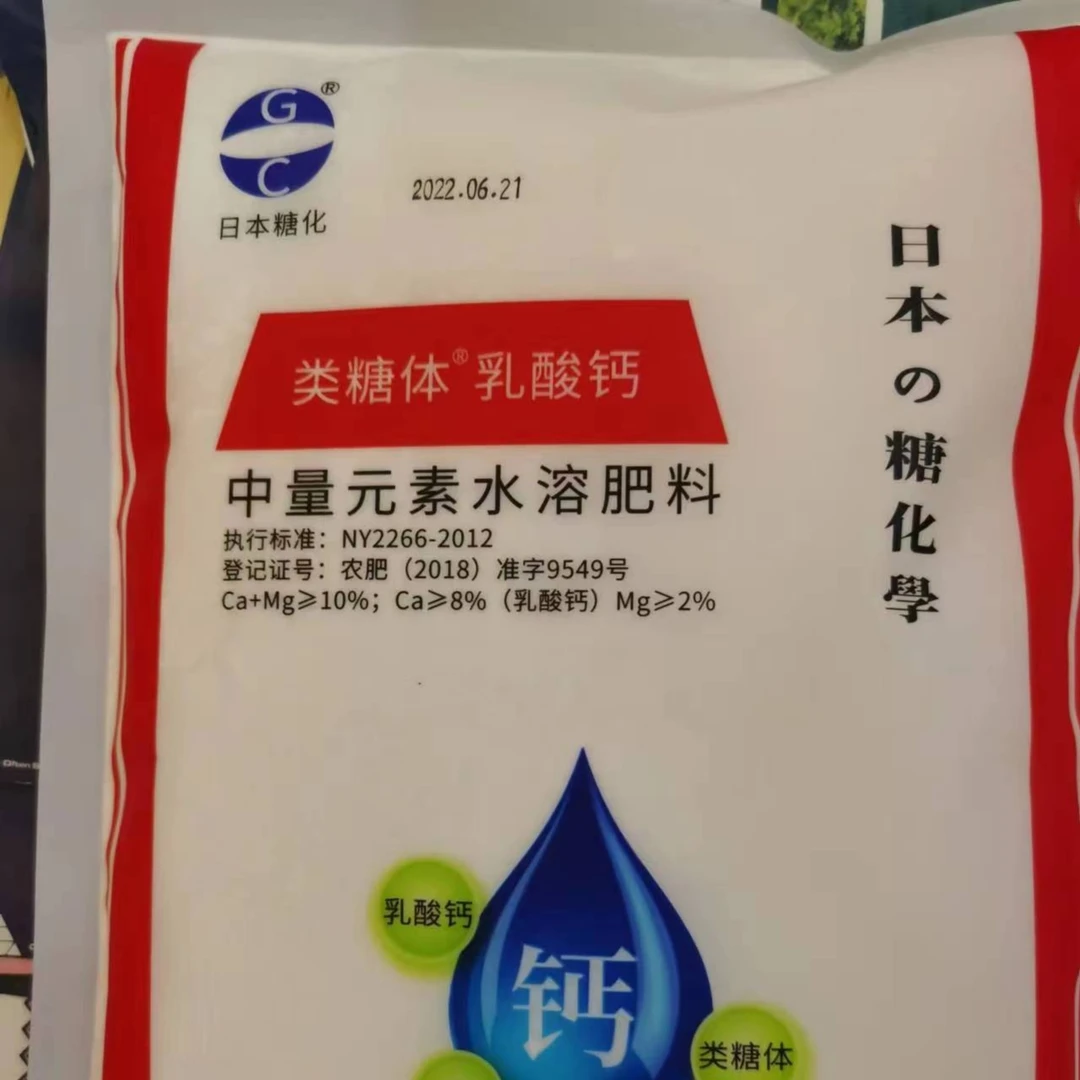 G
®
C
日本糖化
2022.06.21
日本の糖化學
类糖体®乳酸钙
中量元素水溶肥料
执行标准：NY2266-2012
登记证号：农肥（2018）准字9549号
Ca+Mg≥10%；Ca≥8%（乳酸钙）Mg≥2%
乳酸钙
钙
类糖体